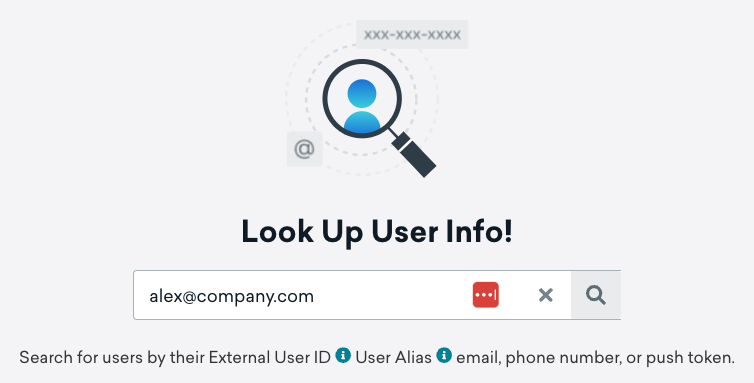 xxx-xxx-xxxx
@
Look Up User Info!
alex@company.com
Search for users by their External User ID i User Alias i email, phone number, or push token.